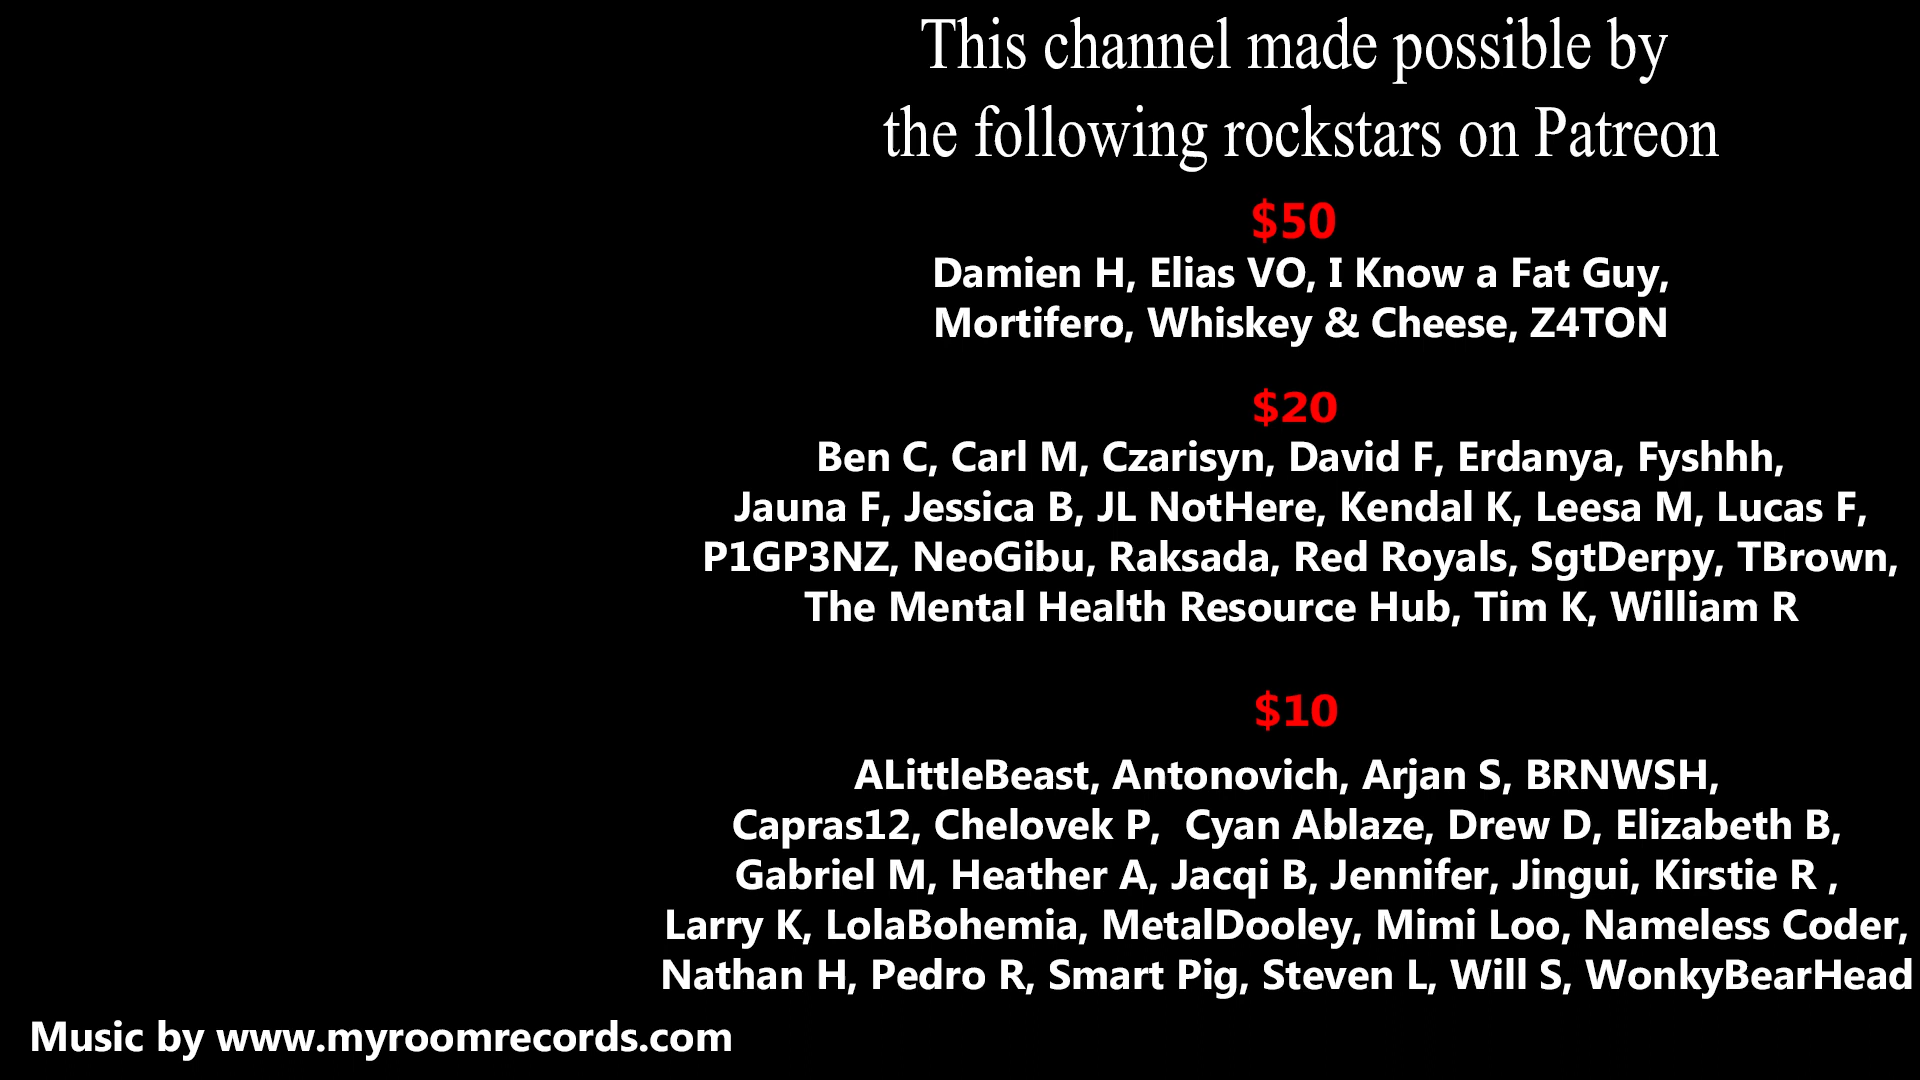 This channel made possible by
the following rockstars on Patreon
$50
Damien H, Elias VO, I Know a Fat Guy,
Mortifero, Whiskey & Cheese, Z4TON
$20
Ben C, Carl M, Czarisyn, David F, Erdanya, Fyshhh,
Jauna F, Jessica B, JL NotHere, Kendal K, Leesa M, Lucas F,
P1GP3NZ, NeoGibu, Raksada, Red Royals, SgtDerpy, TBrown,
The Mental Health Resource Hub, Tim K, William R
$10
ALittleBeast, Antonovich, Arjan S, BRNWSH,
Capras12, Chelovek P,  Cyan Ablaze, Drew D, Elizabeth B,
Gabriel M, Heather A, Jacqi B, Jennifer, Jingui, Kirstie R ,
Larry K, LolaBohemia, MetalDooley, Mimi Loo, Nameless Coder,
Nathan H, Pedro R, Smart Pig, Steven L, Will S, WonkyBearHead
Music by www.myroomrecords.com